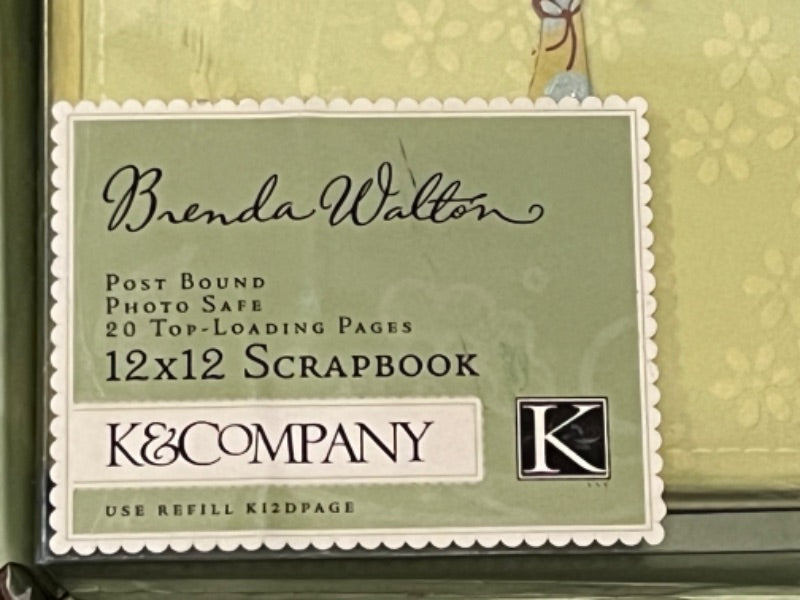 Brenda Walton
POST BOUND
PHOTO SAFE
20 TOP-LOADING PAGES
12x12 SCRAPBOOK
K&COMPANY
K
USE REFILL K12DPAGE